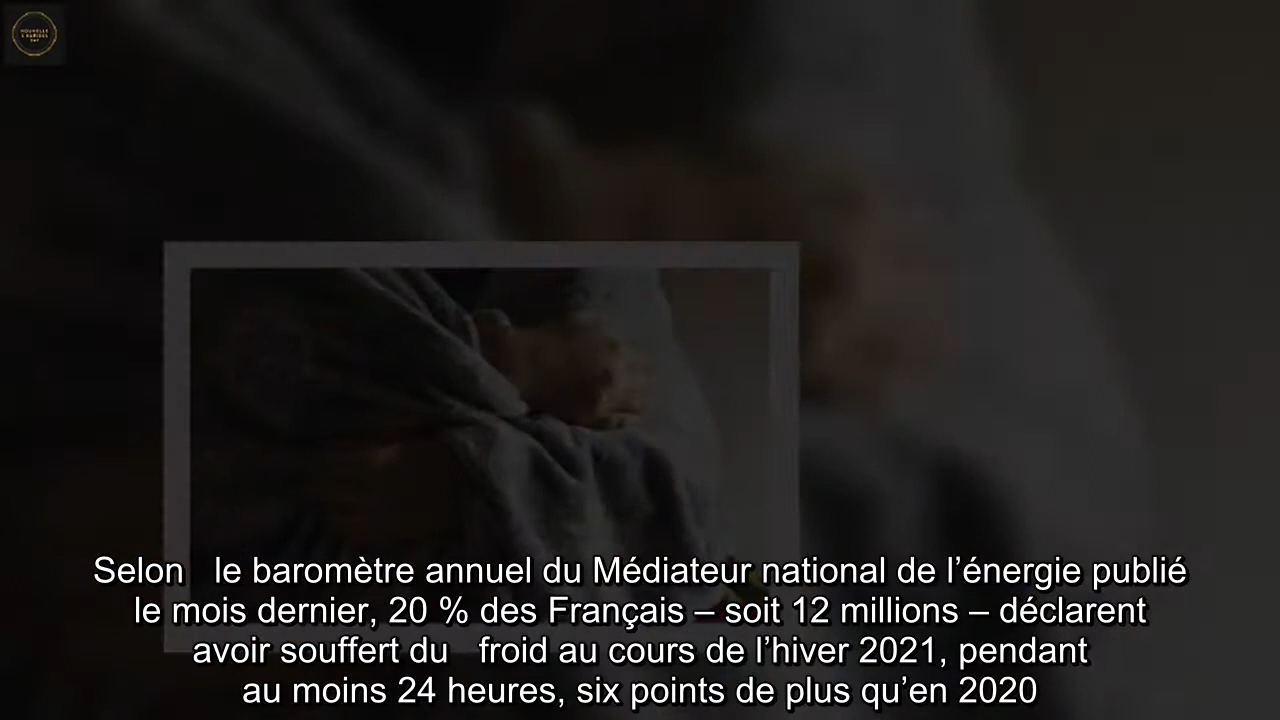 NOUVELLE
Selon le baromètre annuel du Médiateur national de l’énergie publié
le mois dernier, 20 % des Français – soit 12 millions – déclarent
avoir souffert du froid au cours de l’hiver 2021, pendant
au moins 24 heures, six points de plus qu’en 2020